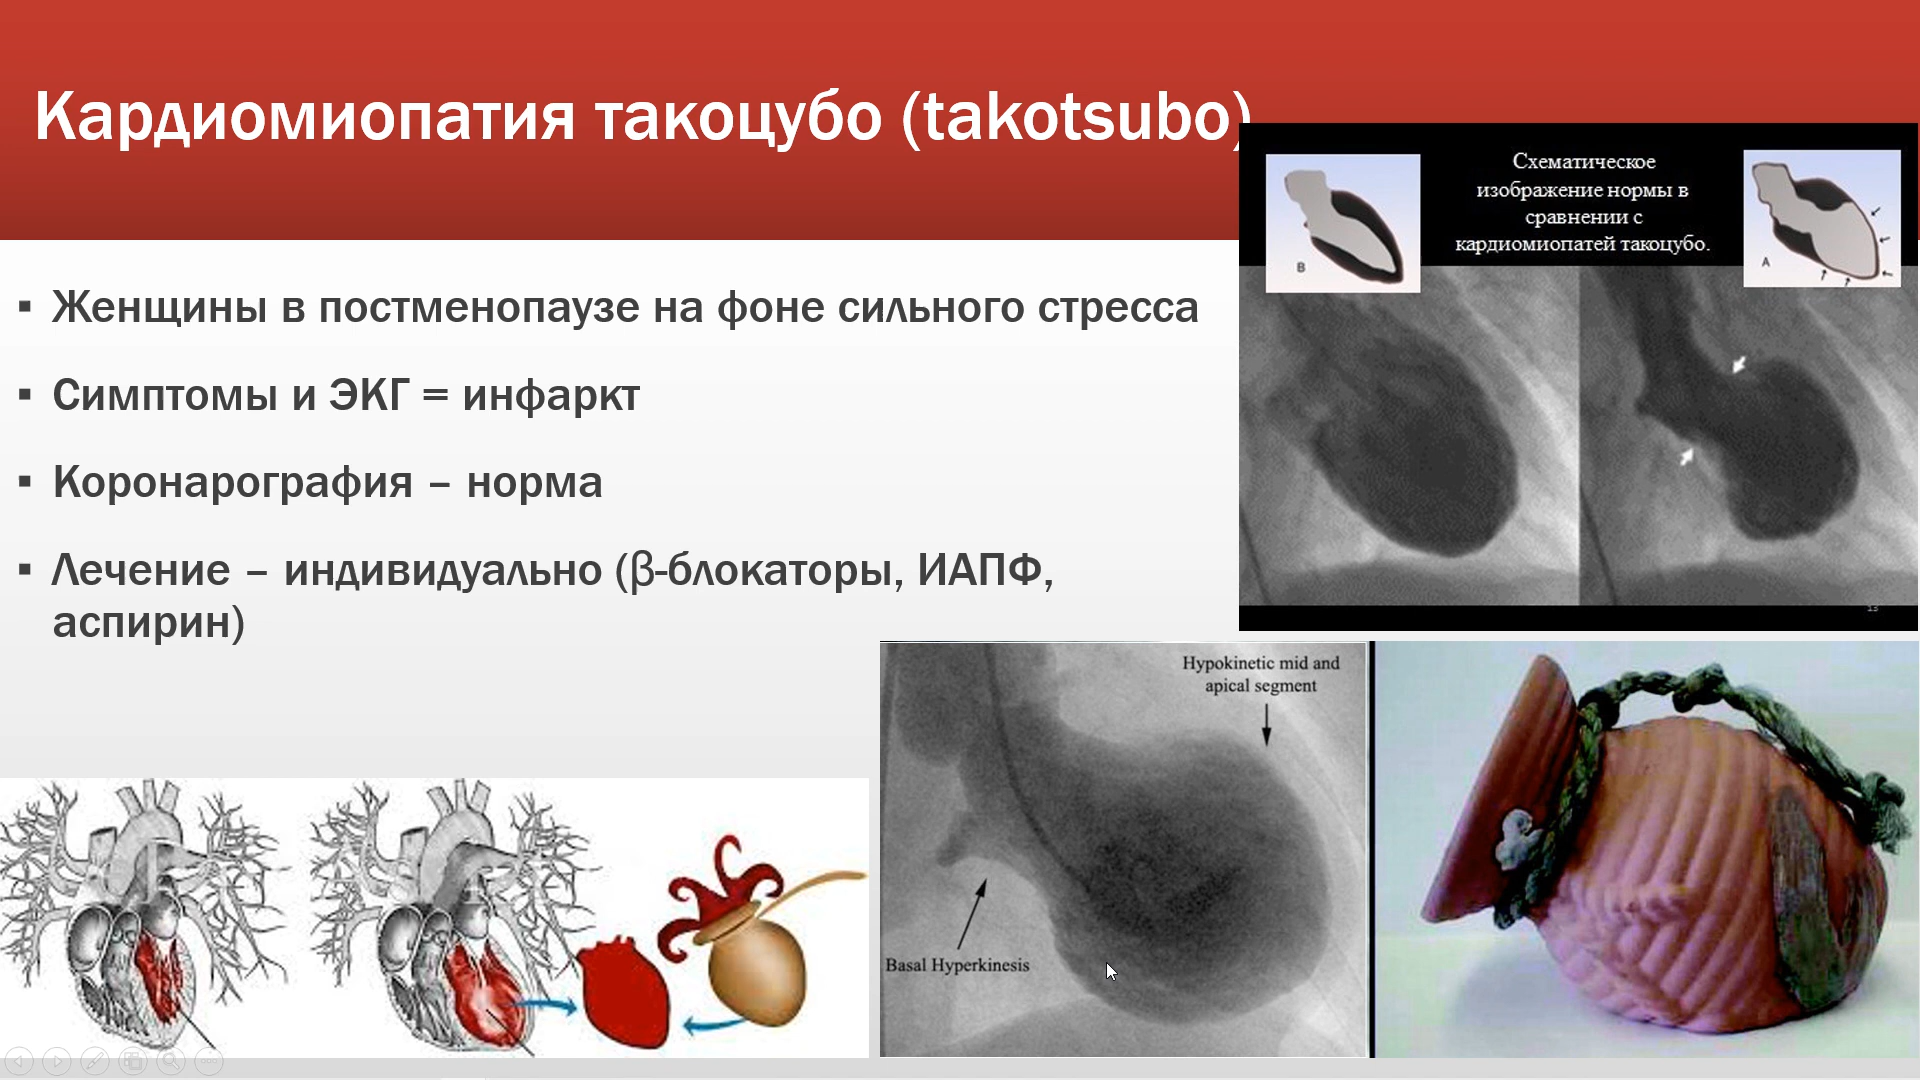 Кардиомиопатия такоцубо (takotsubo)
▪ Женщины в постменопаузе на фоне сильного стресса
▪ Симптомы и ЭКГ = инфаркт
▪ Коронарография – норма
▪ Лечение – индивидуально (β-блокаторы, ИАПФ,
аспирин)
Схематическое
изображение нормы в
сравнении с
кардиомиопатей такоцубо.
B
A
13
Hypokinetic mid and
apical segment
Basal Hyperkinesis